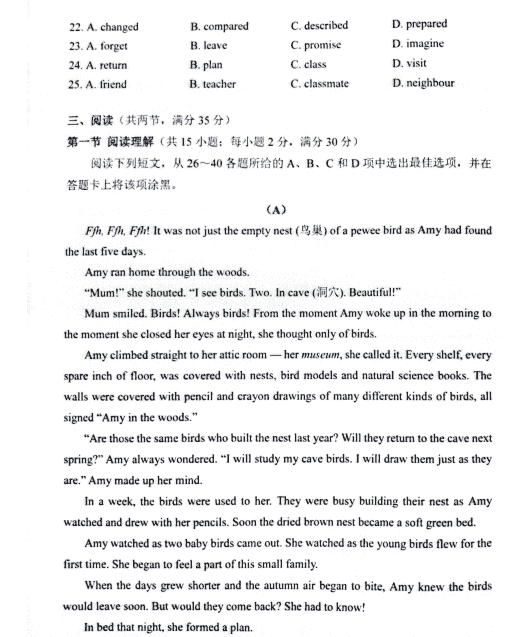 22. A. changed B. compared C. described D. prepared
23. A. forget B. leave C. promise D. imagine
24. A. return B. plan C. class D. visit
25. A. friend B. teacher C. classmate D. neighbour
三、阅读（共两节，满分 35 分）
第一节 阅读理解（共 15 小题；每小题 2 分，满分 30 分）
阅读下列短文，从 26～40 各题所给的 A、B、C 和 D 项中选出最佳选项，并在
答题卡上将该项涂黑。
（A）
Ffh, Ffh, Ffh! It was not just the empty nest (鸟巢) of a pewee bird as Amy had found
the last five days.
Amy ran home through the woods.
“Mum!” she shouted. “I see birds. Two. In cave (洞穴). Beautiful!”
Mum smiled. Birds! Always birds! From the moment Amy woke up in the morning to
the moment she closed her eyes at night, she thought only of birds.
Amy climbed straight to her attic room — her museum, she called it. Every shelf, every
spare inch of floor, was covered with nests, bird models and natural science books. The
walls were covered with pencil and crayon drawings of many different kinds of birds, all
signed “Amy in the woods.”
“Are those the same birds who built the nest last year? Will they return to the cave next
spring?” Amy always wondered. “I will study my cave birds. I will draw them just as they
are.” Amy made up her mind.
In a week, the birds were used to her. They were busy building their nest as Amy
watched and drew with her pencils. Soon the dried brown nest became a soft green bed.
Amy watched as two baby birds came out. She watched as the young birds flew for the
first time. She began to feel a part of this small family.
When the days grew shorter and the autumn air began to bite, Amy knew the birds
would leave soon. But would they come back? She had to know!
In bed that night, she formed a plan.